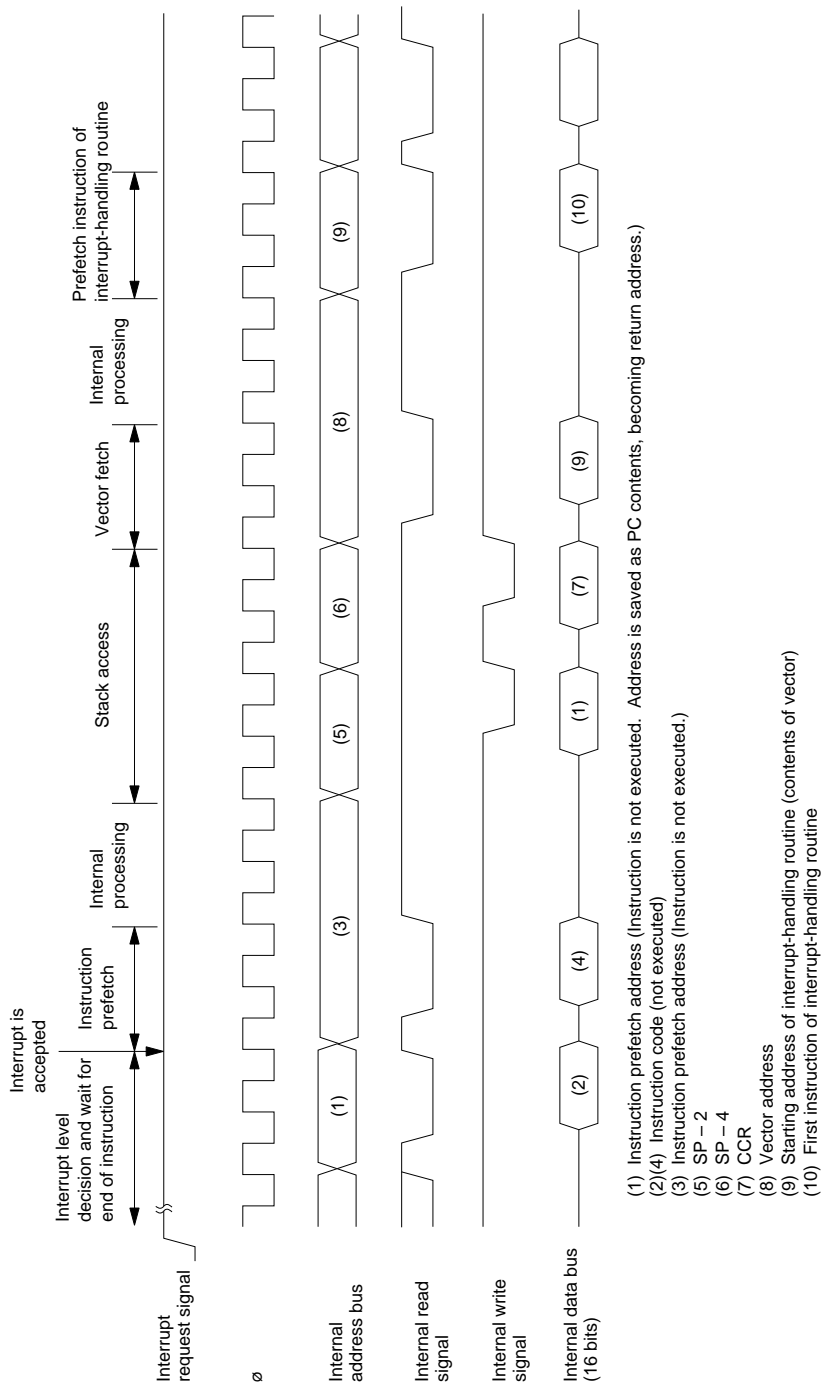 Interrupt is
accepted
Interrupt level
decision and wait for
end of instruction
Instruction
prefetch
Internal
processing
Stack access
Vector fetch
Internal
processing
Prefetch instruction of
interrupt-handling routine
Interrupt
request signal
ø
Internal
address bus
(1)
(3)
(5)
(6)
(8)
(9)
Internal read
signal
Internal write
signal
Internal data bus
(16 bits)
(2)
(4)
(1)
(7)
(9)
(10)
(1) Instruction prefetch address (Instruction is not executed. Address is saved as PC contents, becoming return address.)
(2)(4) Instruction code (not executed)
(3) Instruction prefetch address (Instruction is not executed.)
(5) SP – 2
(6) SP – 4
(7) CCR
(8) Vector address
(9) Starting address of interrupt-handling routine (contents of vector)
(10) First instruction of interrupt-handling routine